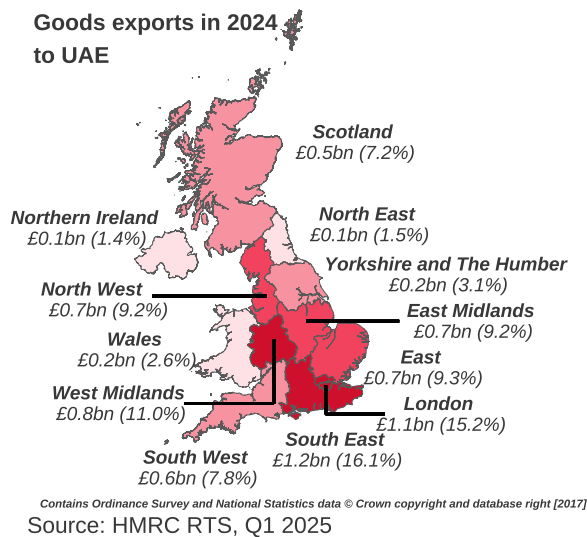 Goods exports in 2024
to UAE
Scotland
£0.5bn (7.2%)
Northern Ireland
£0.1bn (1.4%)
North East
£0.1bn (1.5%)
Yorkshire and The Humber
£0.2bn (3.1%)
North West
£0.7bn (9.2%)
East Midlands
£0.7bn (9.2%)
Wales
£0.2bn (2.6%)
East
£0.7bn (9.3%)
West Midlands
£0.8bn (11.0%)
London
£1.1bn (15.2%)
South East
£1.2bn (16.1%)
South West
£0.6bn (7.8%)
Contains Ordinance Survey and National Statistics data © Crown copyright and database right [2017]
Source: HMRC RTS, Q1 2025